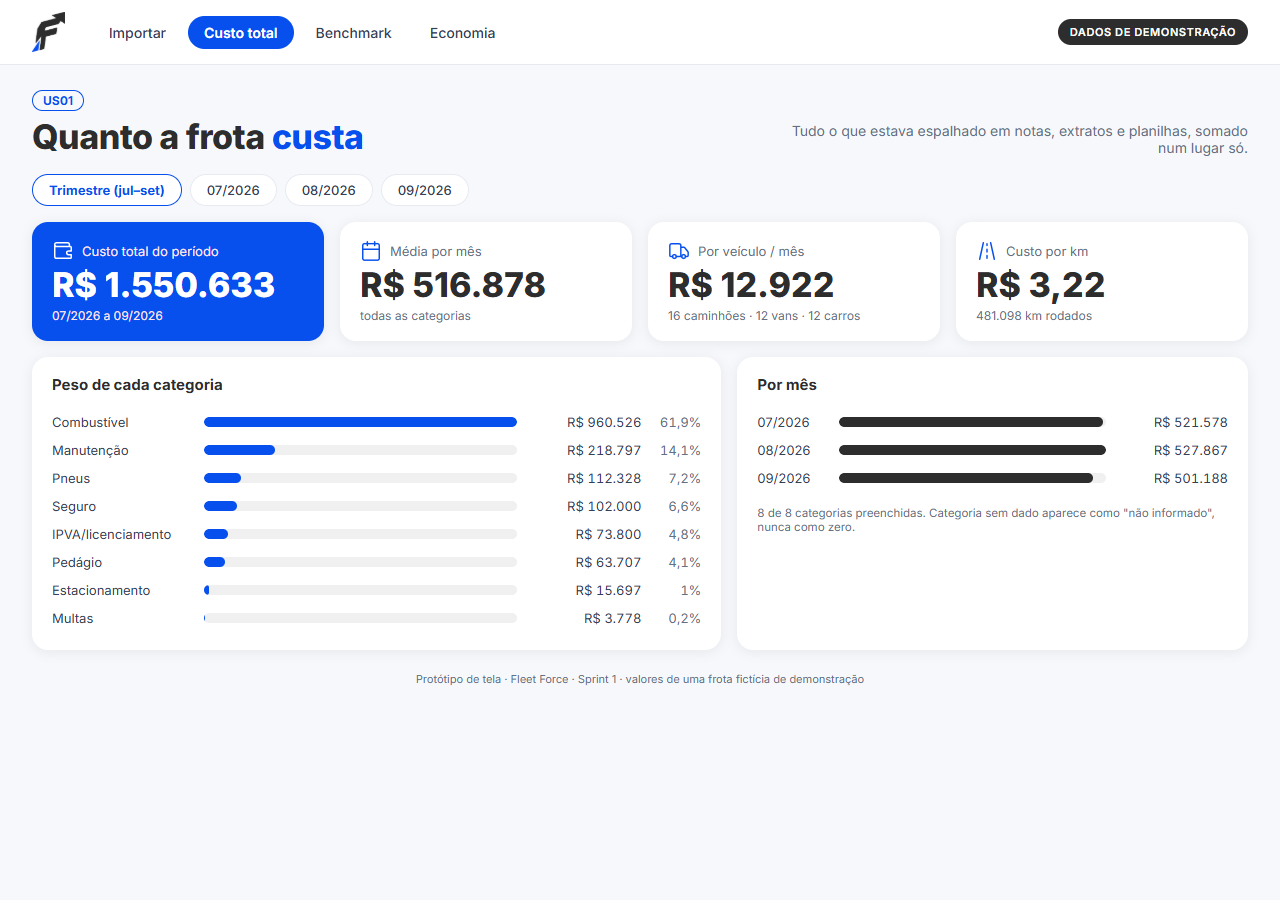 Importar
Custo total
Benchmark
Economia
DADOS DE DEMONSTRAÇÃO
US01
Quanto a frota custa
Tudo o que estava espalhado em notas, extratos e planilhas, somado
num lugar só.
Trimestre (jul–set)
07/2026
08/2026
09/2026
Custo total do período
R$ 1.550.633
07/2026 a 09/2026
Média por mês
R$ 516.878
todas as categorias
Por veículo / mês
R$ 12.922
16 caminhões · 12 vans · 12 carros
Custo por km
R$ 3,22
481.098 km rodados
Peso de cada categoria
Combustível R$ 960.526 61,9%
Manutenção R$ 218.797 14,1%
Pneus R$ 112.328 7,2%
Seguro R$ 102.000 6,6%
IPVA/licenciamento R$ 73.800 4,8%
Pedágio R$ 63.707 4,1%
Estacionamento R$ 15.697 1%
Multas R$ 3.778 0,2%
Por mês
07/2026 R$ 521.578
08/2026 R$ 527.867
09/2026 R$ 501.188
8 de 8 categorias preenchidas. Categoria sem dado aparece como "não informado",
nunca como zero.
Protótipo de tela · Fleet Force · Sprint 1 · valores de uma frota fictícia de demonstração